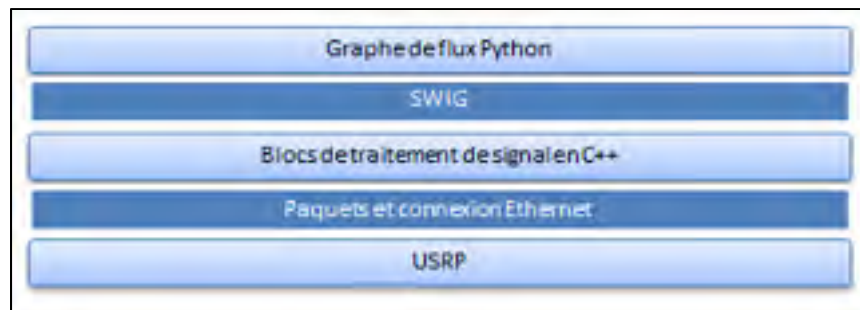 Graphe de flux Python
SWIG
Blocs de traitement de signal en C++
Paquets et connexion Ethernet
USRP